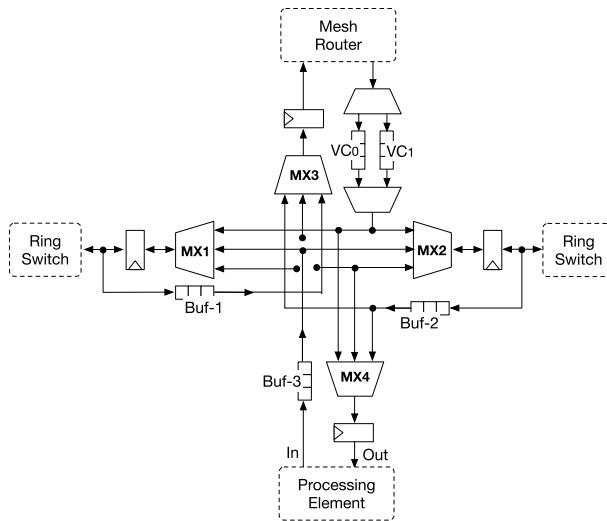 Mesh
Router
VC0
VC1
MX3
Ring
Switch
MX1
MX2
Ring
Switch
Buf-1
Buf-2
Buf-3
MX4
In
Out
Processing
Element